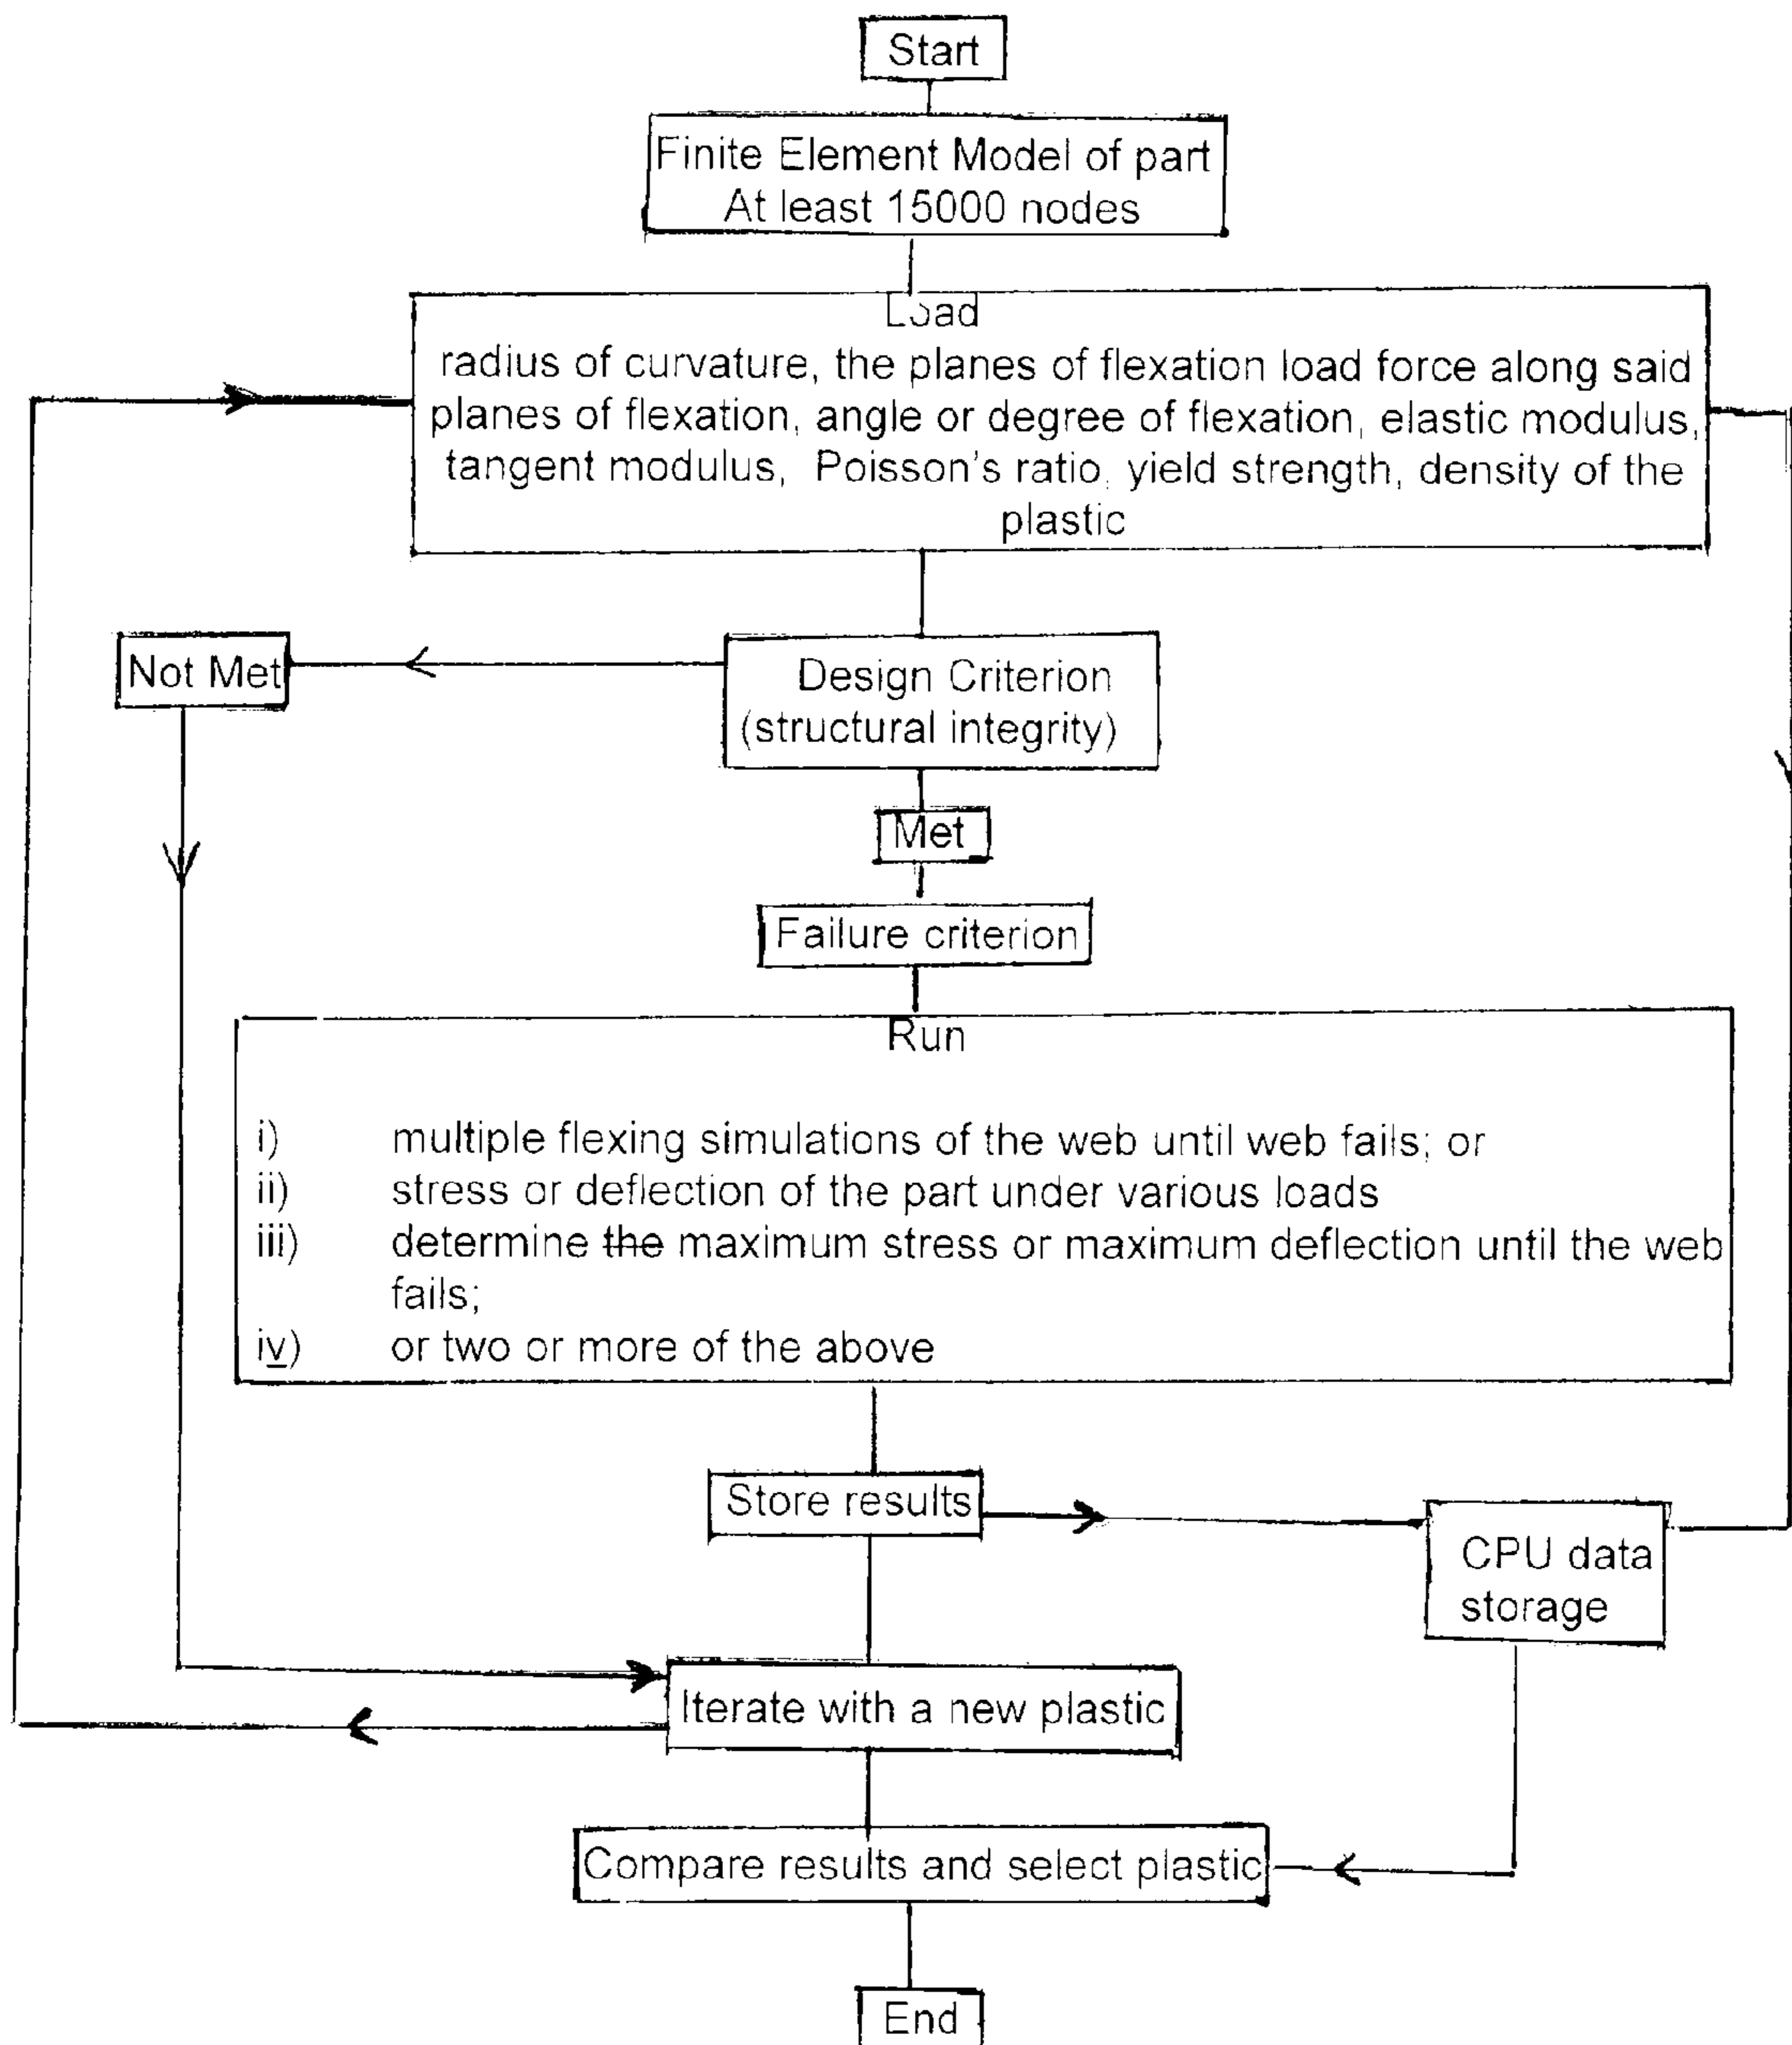 Start
Finite Element Model of part
At least 15000 nodes
Load
radius of curvature, the planes of flexation load force along said
planes of flexation, angle or degree of flexation, elastic modulus,
tangent modulus, Poisson's ratio, yield strength, density of the
plastic
Not Met
Design Criterion
(structural integrity)
Met
Failure criterion
Run
i) multiple flexing simulations of the web until web fails; or
ii) stress or deflection of the part under various loads
iii) determine the maximum stress or maximum deflection until the web
fails;
iv) or two or more of the above
Store results
CPU data
storage
Iterate with a new plastic
Compare results and select plastic
End